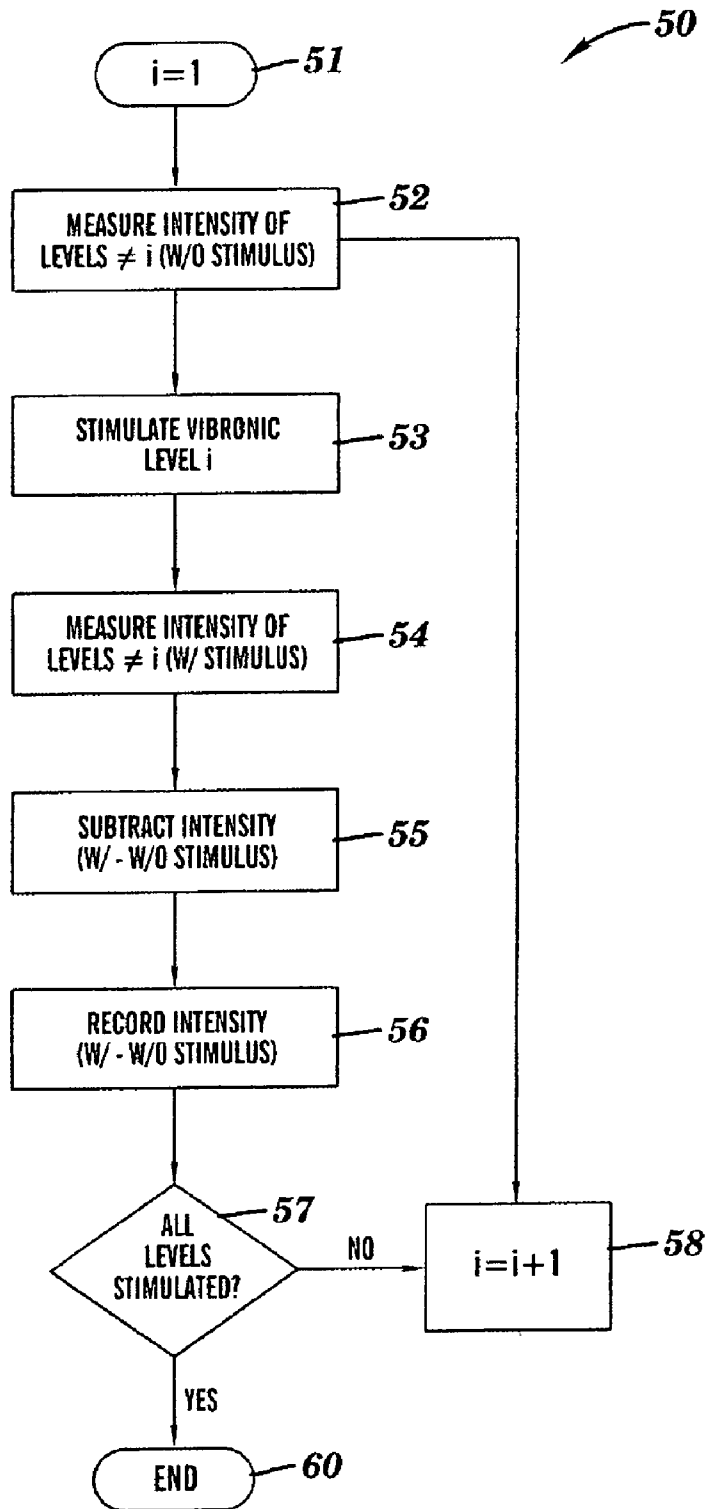 50
i=1
51
52
MEASURE INTENSITY OF
LEVELS ≠ i (W/O STIMULUS)
STIMULATE VIBRONIC
LEVEL i
53
MEASURE INTENSITY OF
LEVELS ≠ i (W/ STIMULUS)
54
SUBTRACT INTENSITY
(W/ - W/O STIMULUS)
55
RECORD INTENSITY
(W/ - W/O STIMULUS)
56
57
ALL
LEVELS
STIMULATED?
NO
i=i+1
58
YES
END
60